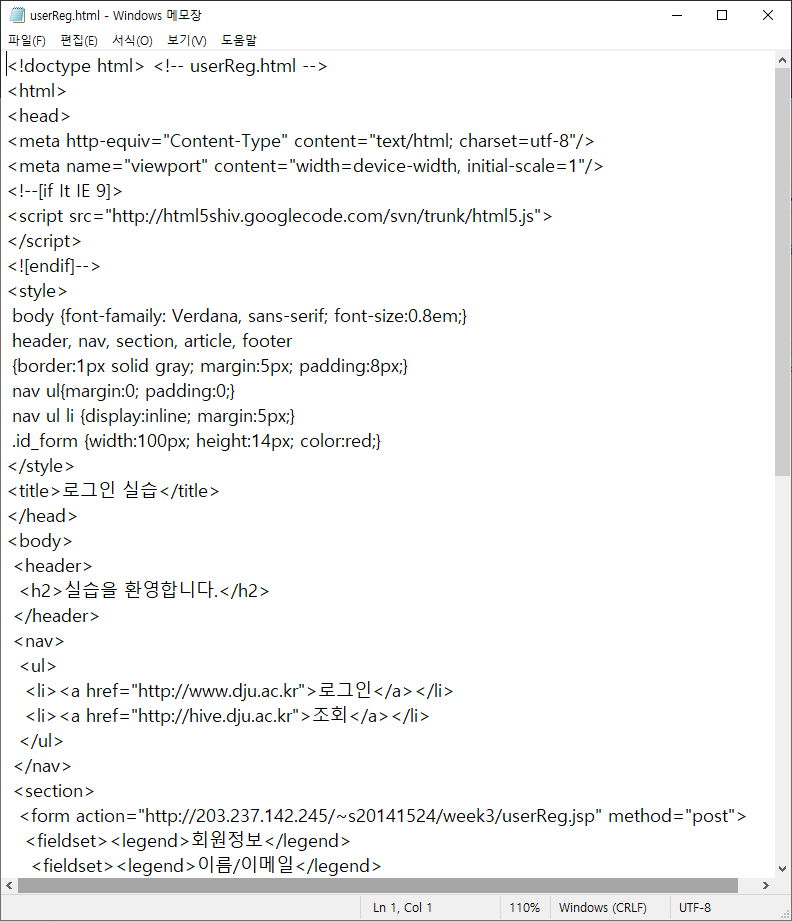 userReg.html - Windows 메모장
파일(F) 편집(E) 서식(O) 보기(V) 도움말
<!doctype html> <!-- userReg.html -->
<html>
<head>
<meta http-equiv="Content-Type" content="text/html; charset=utf-8"/>
<meta name="viewport" content="width=device-width, initial-scale=1"/>
<!--[if lt IE 9]>
<script src="http://html5shiv.googlecode.com/svn/trunk/html5.js">
</script>
<![endif]-->
<style>
body {font-famaily: Verdana, sans-serif; font-size:0.8em;}
header, nav, section, article, footer
{border:1px solid gray; margin:5px; padding:8px;}
nav ul{margin:0; padding:0;}
nav ul li {display:inline; margin:5px;}
.id_form {width:100px; height:14px; color:red;}
</style>
<title>로그인 실습</title>
</head>
<body>
<header>
<h2>실습을 환영합니다.</h2>
</header>
<nav>
<ul>
<li><a href="http://www.dju.ac.kr">로그인</a></li>
<li><a href="http://hive.dju.ac.kr">조회</a></li>
</ul>
</nav>
<section>
<form action="http://203.237.142.245/~s20141524/week3/userReg.jsp" method="post">
<fieldset><legend>회원정보</legend>
<fieldset><legend>이름/이메일</legend>
Ln 1, Col 1 110% Windows (CRLF) UTF-8